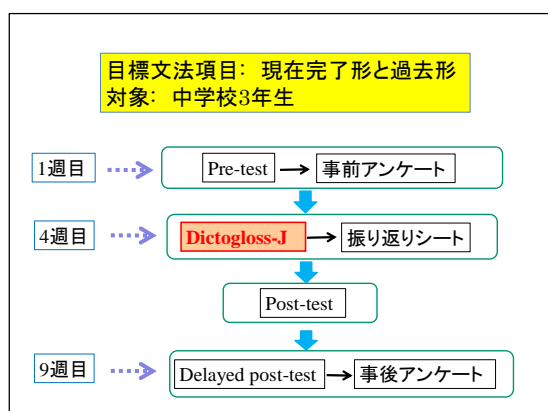 目標文法項目: 現在完了形と過去形
対象: 中学校3年生
1週目 Pre-test 事前アンケート
4週目 Dictogloss-J 振り返りシート
Post-test
9週目 Delayed post-test 事後アンケート